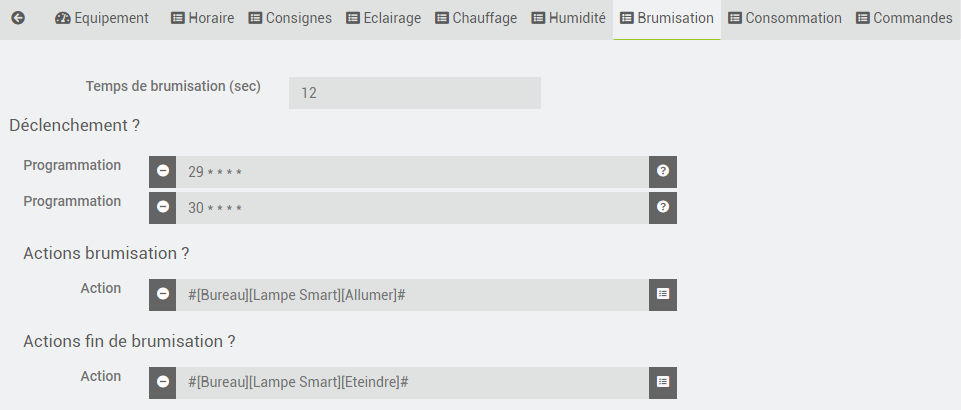 Equipement Horaire Consignes Eclairage Chauffage Humidité Brumisation Consommation Commandes
Temps de brumisation (sec) 12
Déclenchement ?
Programmation 29 * * * *
Programmation 30 * * * *
Actions brumisation ?
Action #[Bureau][Lampe Smart][Allumer]#
Actions fin de brumisation ?
Action #[Bureau][Lampe Smart][Eteindre]#